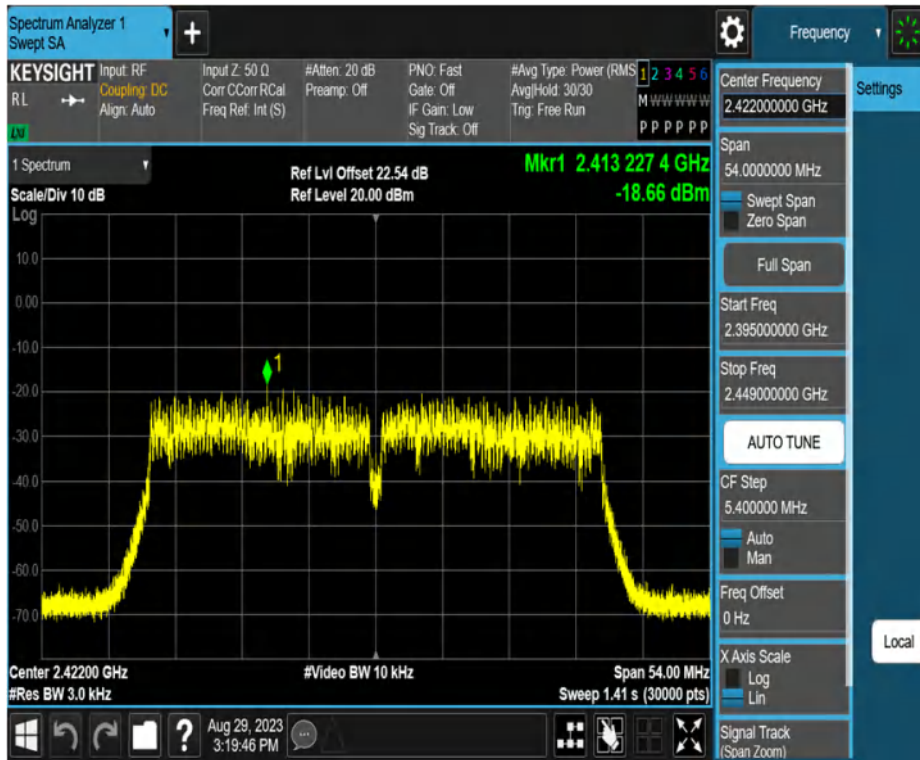 Spectrum Analyzer 1
Swept SA
+
Frequency
KEYSIGHT
RL
LXI
Input: RF
Coupling: DC
Align: Auto
Input Z: 50 Ω
Corr CCorr RCal
Freq Ref: Int (S)
#Atten: 20 dB
Preamp: Off
PNO: Fast
Gate: Off
IF Gain: Low
Sig Track: Off
#Avg Type: Power (RMS
Avg|Hold: 30/30
Trig: Free Run
1 2 3 4 5 6
M W W W W W
P P P P P P
1 Spectrum
Scale/Div 10 dB
Log
Ref Lvl Offset 22.54 dB
Ref Level 20.00 dBm
Mkr1 2.413 227 4 GHz
-18.66 dBm
10.0
0.00
-10.0
-20.0
-30.0
-40.0
-50.0
-60.0
-70.0
1
Center 2.42200 GHz
#Res BW 3.0 kHz
#Video BW 10 kHz
Span 54.00 MHz
Sweep 1.41 s (30000 pts)
?
Aug 29, 2023
3:19:46 PM
Center Frequency
2.422000000 GHz
Span
54.0000000 MHz
Swept Span
Zero Span
Full Span
Start Freq
2.395000000 GHz
Stop Freq
2.449000000 GHz
AUTO TUNE
CF Step
5.400000 MHz
Auto
Man
Freq Offset
0 Hz
X Axis Scale
Log
Lin
Signal Track
(Span Zoom)
Settings
Local